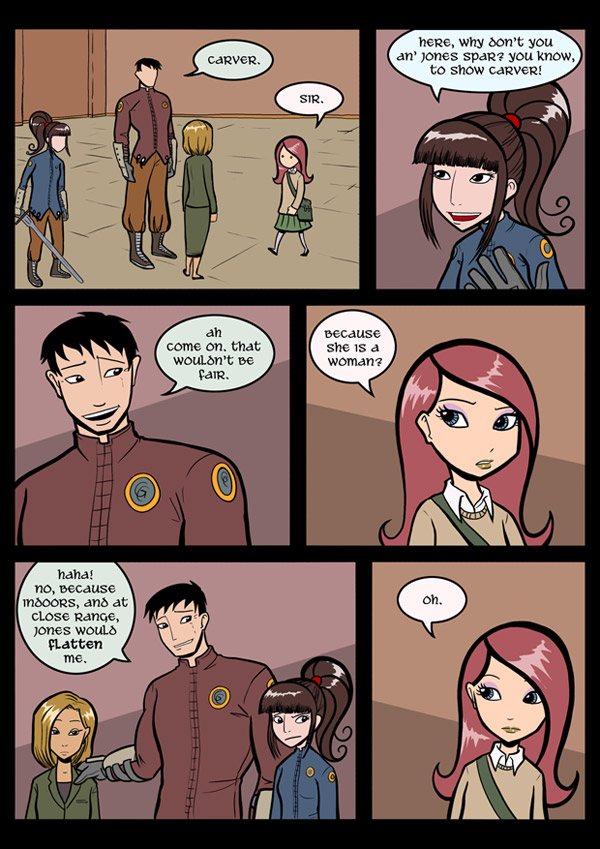 CARVER.
SIR.
HERE, WHY DON'T YOU
AN' JONES SPAR? YOU KNOW,
TO SHOW CARVER!
AH
COME ON, THAT
WOULDN'T BE
FAIR.
BECAUSE
SHE IS A
WOMAN?
G
HAHA!
NO, BECAUSE
INDOORS, AND AT
CLOSE RANGE,
JONES WOULD
FLATTEN
ME.
OH.